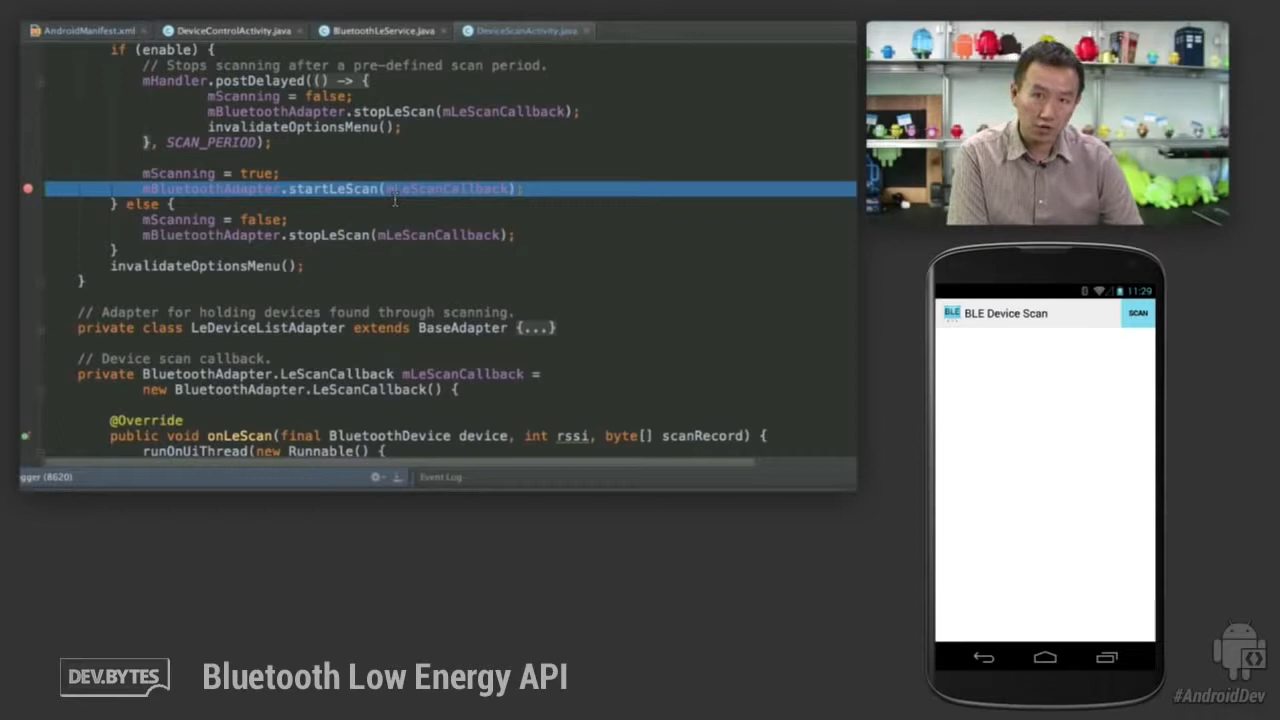 AndroidManifest.xml
DeviceControlActivity.java
BluetoothLeService.java
DeviceScanActivity.java
if (enable) {
// Stops scanning after a pre-defined scan period.
mHandler.postDelayed(() -> {
mScanning = false;
mBluetoothAdapter.stopLeScan(mLeScanCallback);
invalidateOptionsMenu();
}, SCAN_PERIOD);
mScanning = true;
mBluetoothAdapter.startLeScan(mLeScanCallback);
} else {
mScanning = false;
mBluetoothAdapter.stopLeScan(mLeScanCallback);
}
invalidateOptionsMenu();
}
// Adapter for holding devices found through scanning.
private class LeDeviceListAdapter extends BaseAdapter {...}
// Device scan callback.
private BluetoothAdapter.LeScanCallback mLeScanCallback =
new BluetoothAdapter.LeScanCallback() {
@Override
public void onLeScan(final BluetoothDevice device, int rssi, byte[] scanRecord) {
runOnUiThread(new Runnable() {
gger (8620)
Event Log
11:29
BLE
BLE Device Scan
SCAN
DEV.BYTES
Bluetooth Low Energy API
#AndroidDev